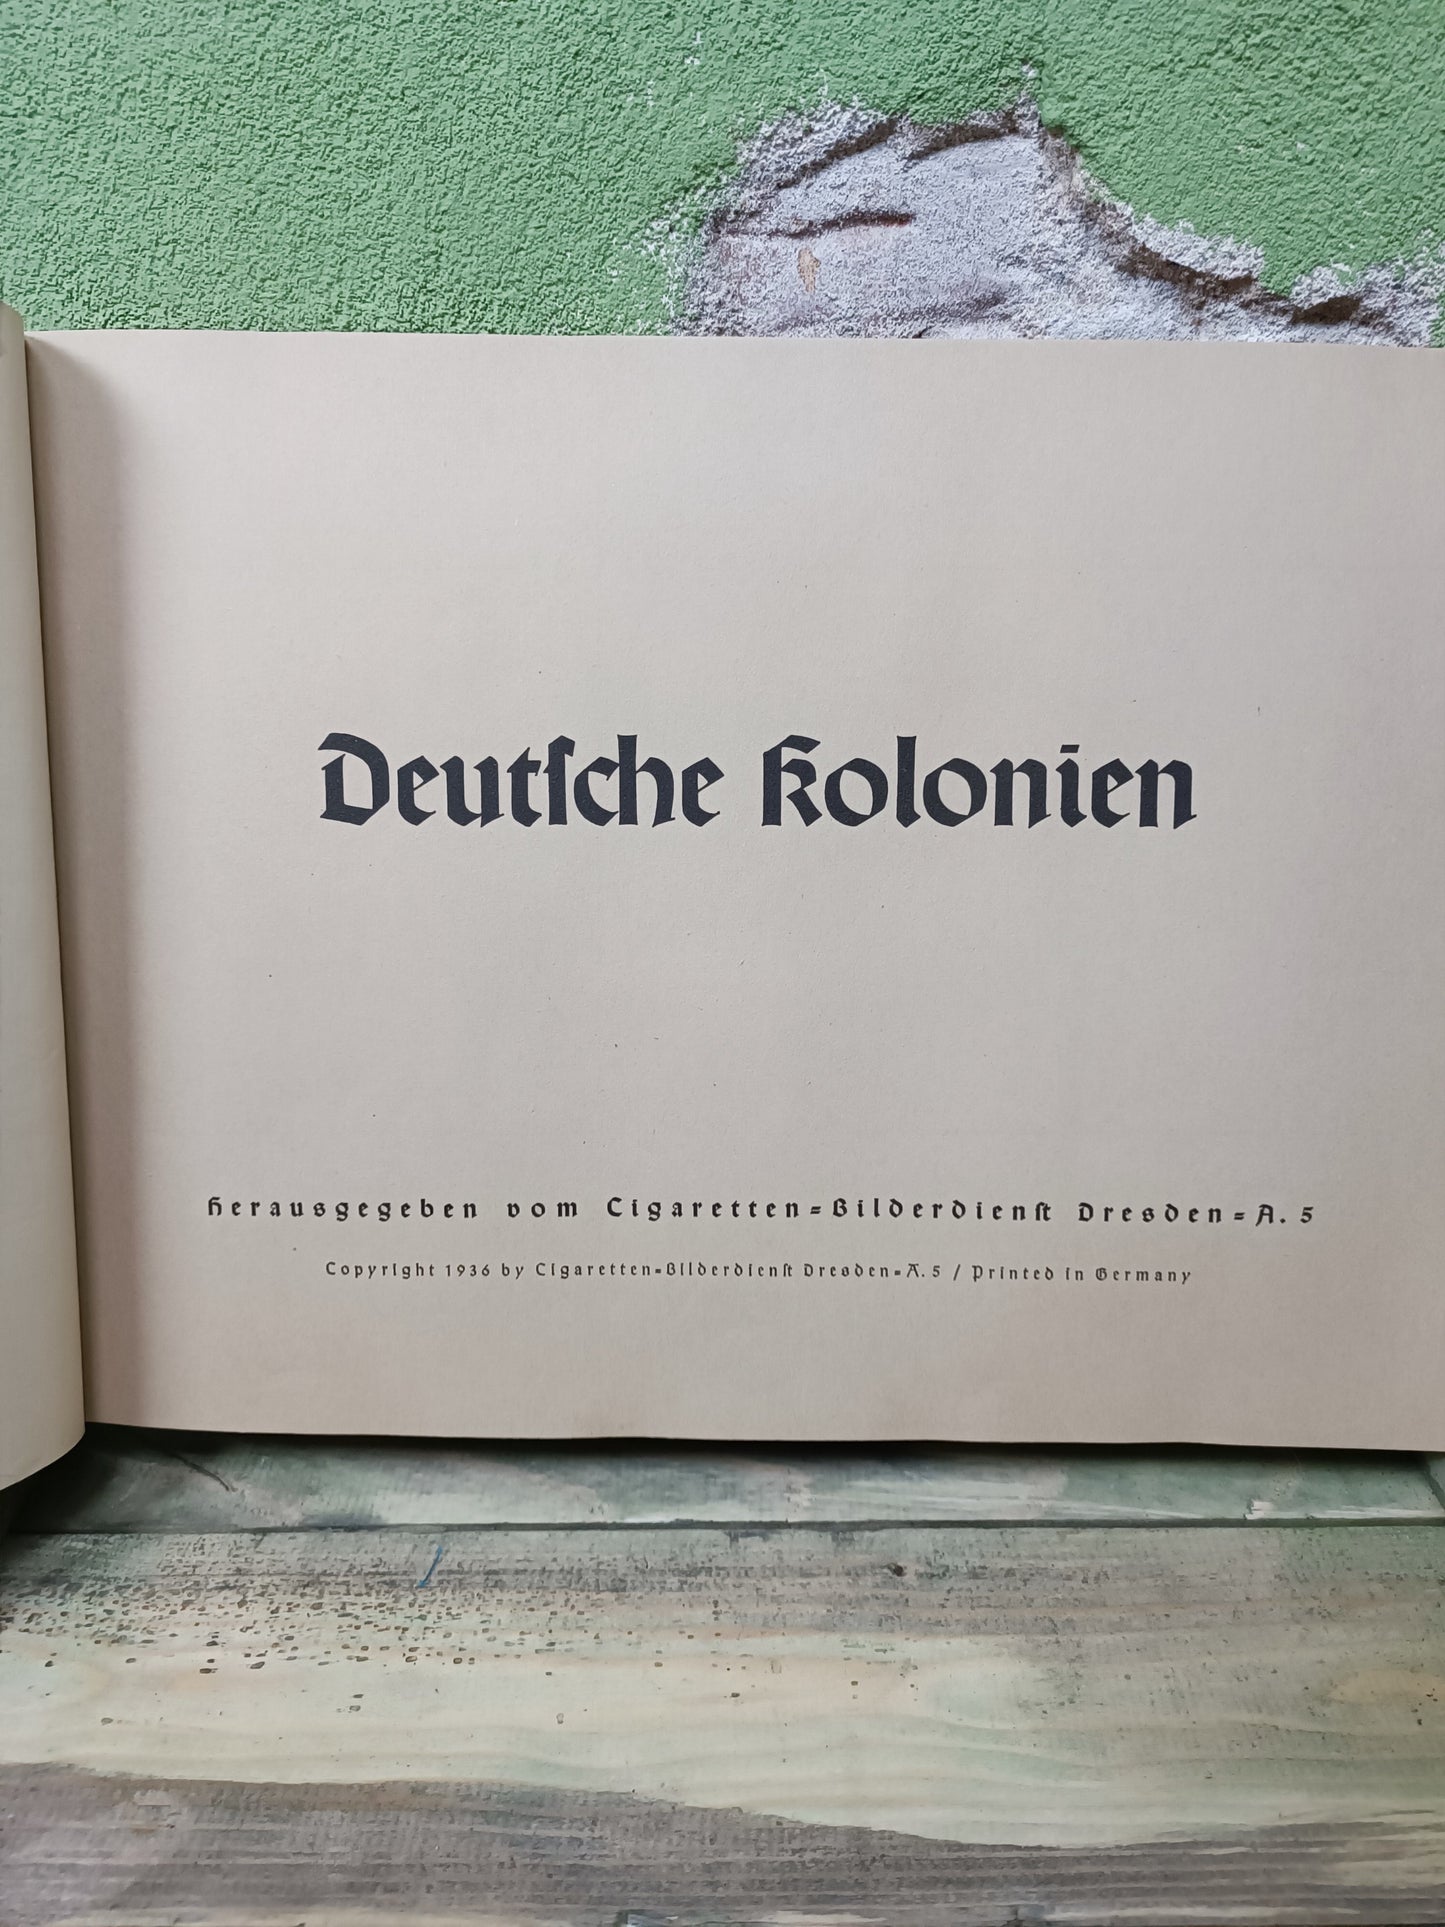 Deutſche Kolonien
Herausgegeben vom Cigaretten=Bilderdienſt Dresden=A. 5
Copyright 1936 by Cigaretten=Bilderdienſt Dresden=A. 5 / Printed in Germany